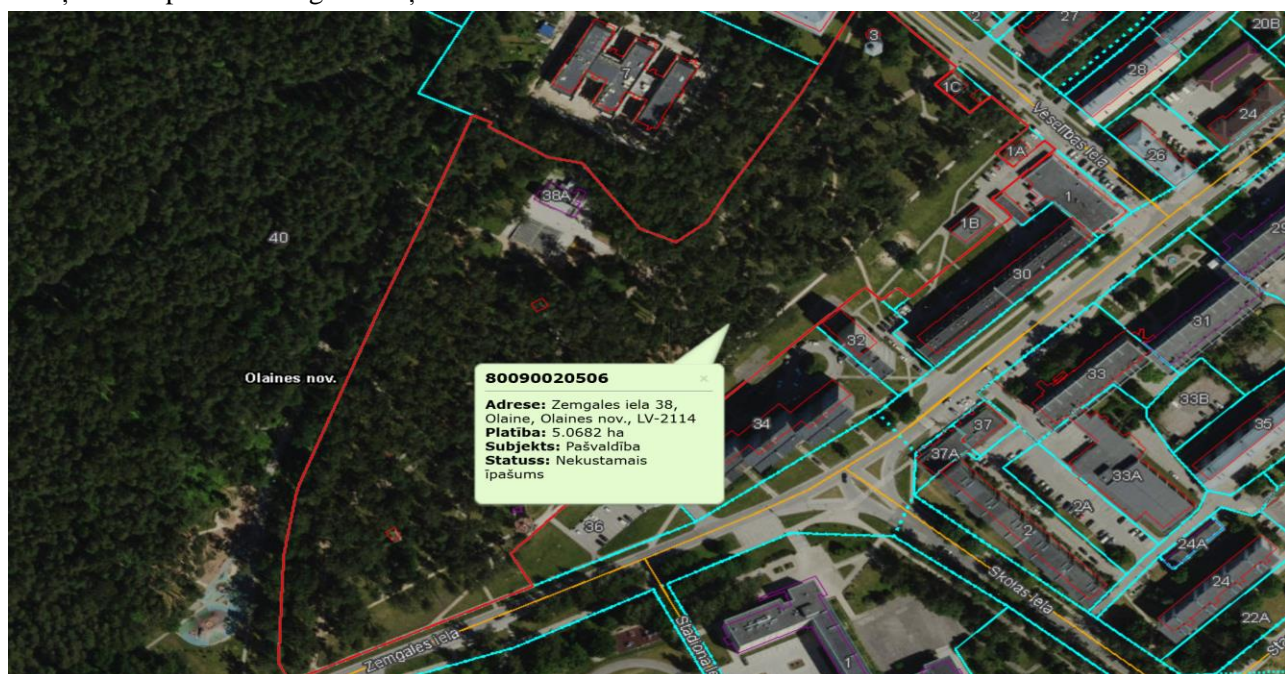 27
20B
28
3
7
1C
24
Veselības iela
1A
26
1
38A
40
1B
29
30
31
Olaines nov.
32
33
80090020506
Adrese: Zemgales iela 38,
Olaine, Olaines nov., LV-2114
Platība: 5.0682 ha
Subjekts: Pašvaldība
Statuss: Nekustamais
īpašums
33B
34
37
35
37A
33A
2A
36
2
24A
24
Skolas iela
22A
Zemgales iela
1